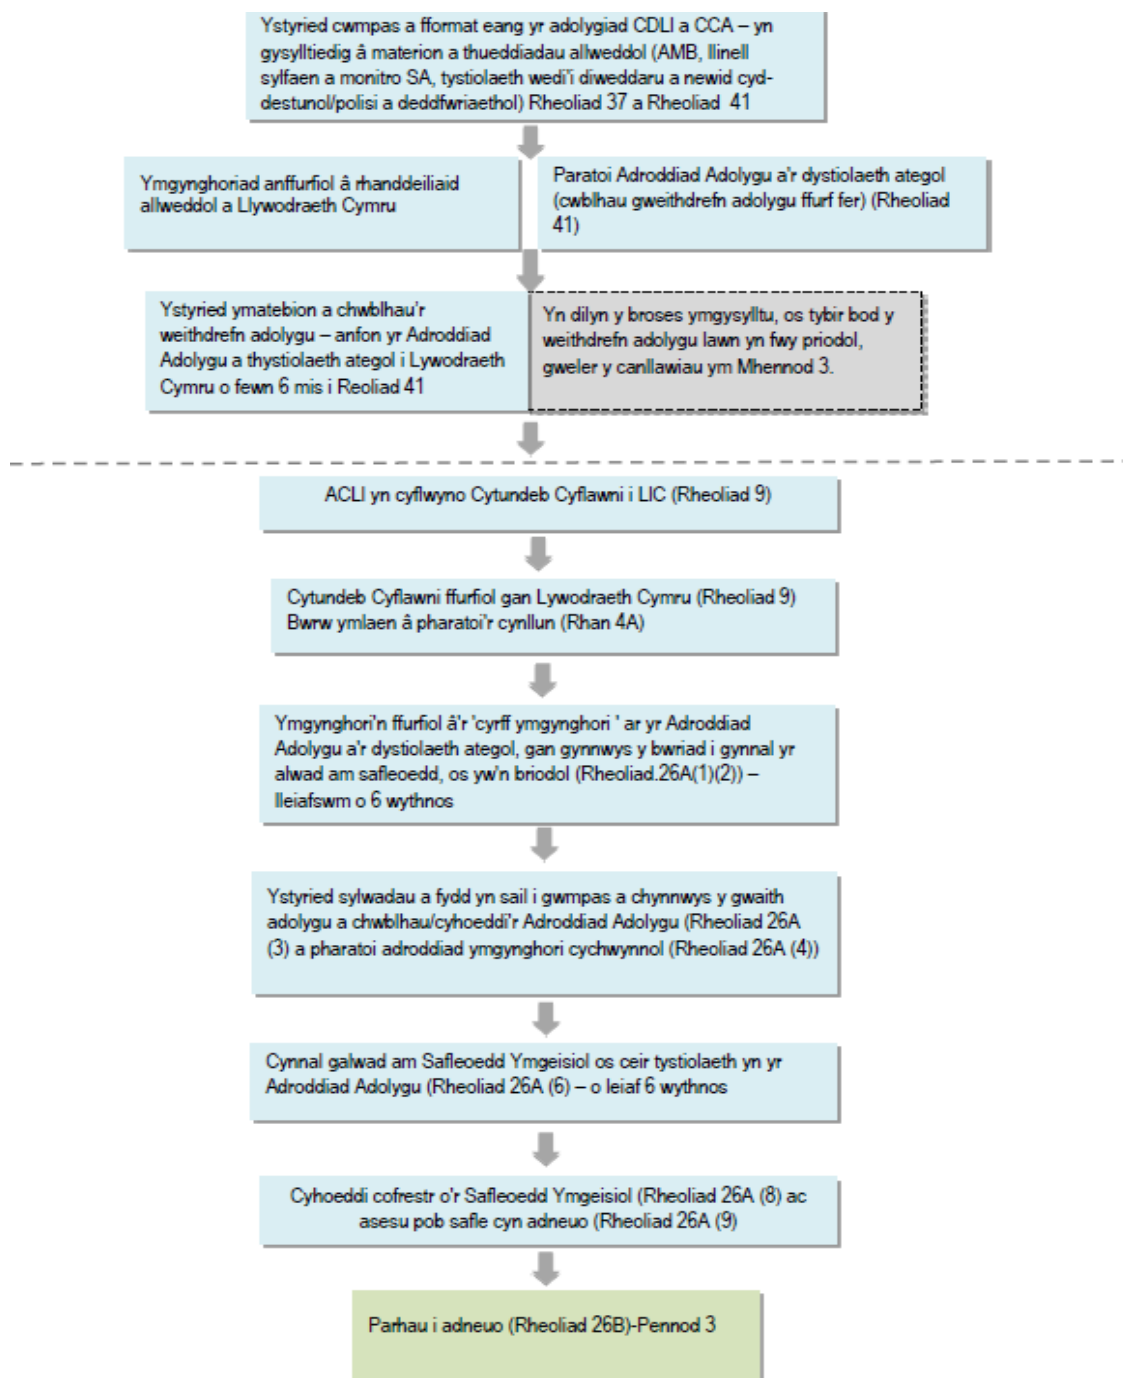 Ystyried cwmpas a fformat eang yr adolygiad CDLl a CCA – yn
gysylltiedig â materion a thueddiadau allweddol (AMB, llinell
sylfaen a monitro SA, tystiolaeth wedi'i diweddaru a newid cyd-
destunol/polisi a deddfwriaethol) Rheoliad 37 a Rheoliad 41
Ymgynghoriad anffurfiol â rhanddeiliaid
allweddol a Llywodraeth Cymru
Paratoi Adroddiad Adolygu a'r dystiolaeth ategol
(cwblhau gweithdrefn adolygu ffurf fer) (Rheoliad
41)
Ystyried ymatebion a chwblhau'r
weithdrefn adolygu – anfon yr Adroddiad
Adolygu a thystiolaeth ategol i Lywodraeth
Cymru o fewn 6 mis i Reoliad 41
Yn dilyn y broses ymgysylltu, os tybir bod y
weithdrefn adolygu lawn yn fwy priodol,
gweler y canllawiau ym Mhennod 3.
ACLl yn cyflwyno Cytundeb Cyflawni i LlC (Rheoliad 9)
Cytundeb Cyflawni ffurfiol gan Lywodraeth Cymru (Rheoliad 9)
Bwrw ymlaen â pharatoi'r cynllun (Rhan 4A)
Ymgynghori'n ffurfiol â'r 'cyrff ymgynghori ' ar yr Adroddiad
Adolygu a'r dystiolaeth ategol, gan gynnwys y bwriad i gynnal yr
alwad am safleoedd, os yw'n briodol (Rheoliad.26A(1)(2)) –
lleiafswm o 6 wythnos
Ystyried sylwadau a fydd yn sail i gwmpas a chynnwys y gwaith
adolygu a chwblhau/cyhoeddi'r Adroddiad Adolygu (Rheoliad 26A
(3) a pharatoi adroddiad ymgynghori cychwynnol (Rheoliad 26A (4))
Cynnal galwad am Safleoedd Ymgeisiol os ceir tystiolaeth yn yr
Adroddiad Adolygu (Rheoliad 26A (6) – o leiaf 6 wythnos
Cyhoeddi cofrestr o'r Safleoedd Ymgeisiol (Rheoliad 26A (8) ac
asesu pob safle cyn adneuo (Rheoliad 26A (9)
Parhau i adneuo (Rheoliad 26B)-Pennod 3